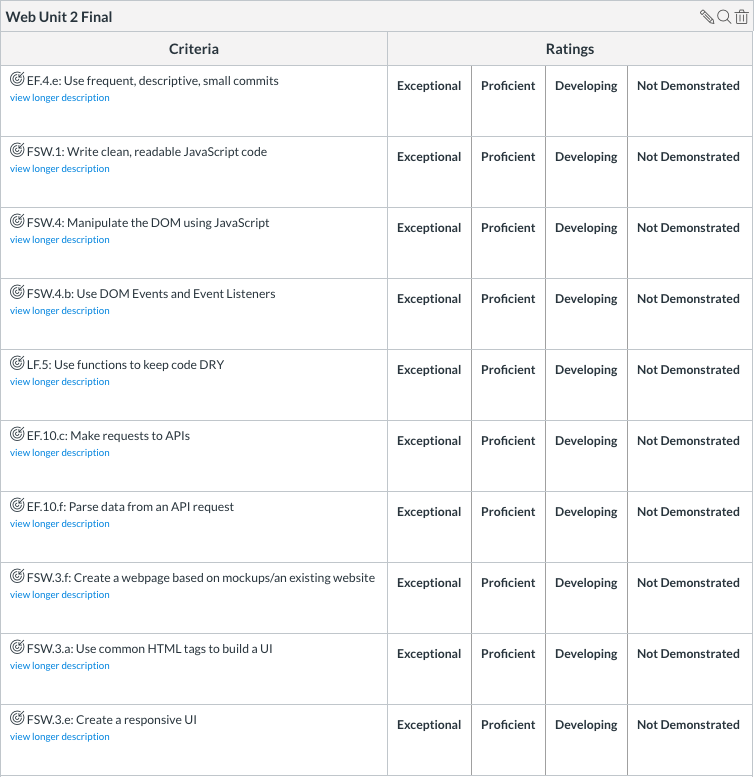 Web Unit 2 Final
Criteria Ratings
EF.4.e: Use frequent, descriptive, small commits
view longer description
Exceptional Proficient Developing Not Demonstrated
FSW.1: Write clean, readable JavaScript code
view longer description
Exceptional Proficient Developing Not Demonstrated
FSW.4: Manipulate the DOM using JavaScript
view longer description
Exceptional Proficient Developing Not Demonstrated
FSW.4.b: Use DOM Events and Event Listeners
view longer description
Exceptional Proficient Developing Not Demonstrated
LF.5: Use functions to keep code DRY
view longer description
Exceptional Proficient Developing Not Demonstrated
EF.10.c: Make requests to APIs
view longer description
Exceptional Proficient Developing Not Demonstrated
EF.10.f: Parse data from an API request
view longer description
Exceptional Proficient Developing Not Demonstrated
FSW.3.f: Create a webpage based on mockups/an existing website
view longer description
Exceptional Proficient Developing Not Demonstrated
FSW.3.a: Use common HTML tags to build a UI
view longer description
Exceptional Proficient Developing Not Demonstrated
FSW.3.e: Create a responsive UI
view longer description
Exceptional Proficient Developing Not Demonstrated